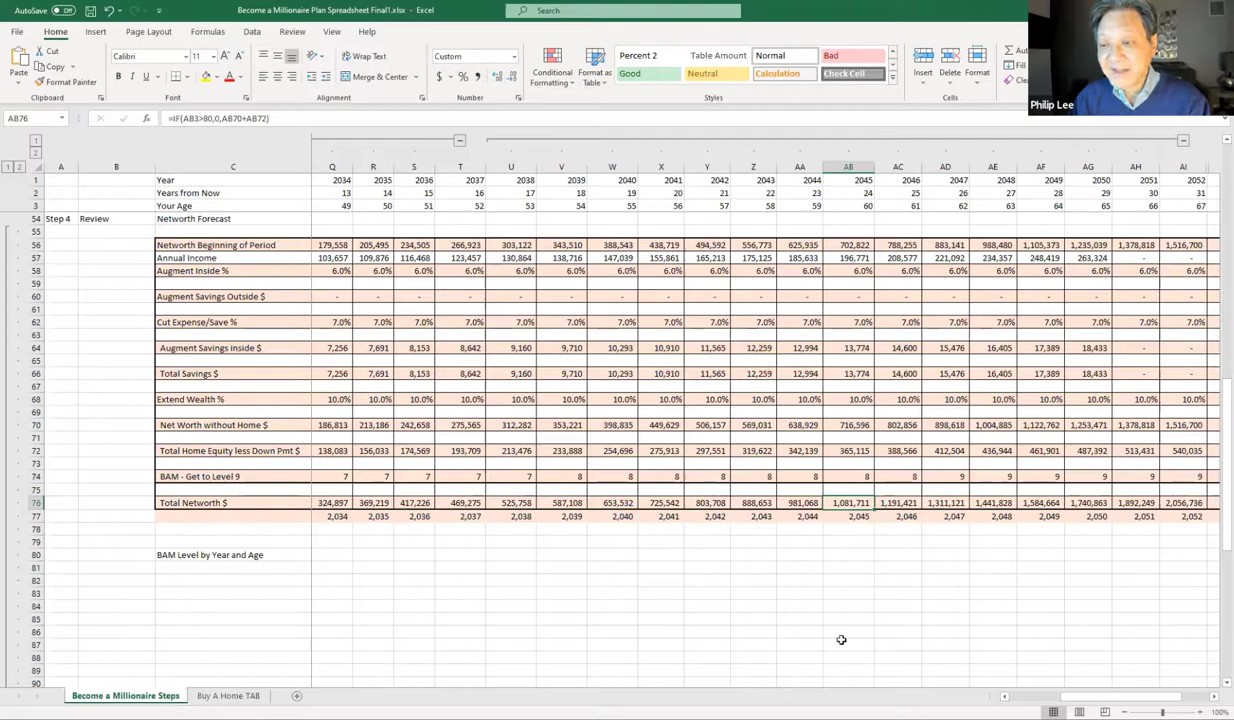 AutoSave Off Become a Millionaire Plan Spreadsheet Final1.xlsx - Excel Search
File Home Insert Page Layout Formulas Data Review View Help
Paste Cut Copy Format Painter Calibri 11 Wrap Text Merge & Center Custom Conditional Formatting Format as Table Percent 2 Table Amount Normal Bad Good Neutral Calculation Check Cell Insert Delete Format
Clipboard Font Alignment Number Styles Cells
Philip Lee
AB76 fx =IF(AB3>80,0,AB70+AB72)
A B C Q R S T U V W X Y Z AA AB AC AD AE AF AG AH AI
1 Year 2034 2035 2036 2037 2038 2039 2040 2041 2042 2043 2044 2045 2046 2047 2048 2049 2050 2051 2052
2 Years from Now 13 14 15 16 17 18 19 20 21 22 23 24 25 26 27 28 29 30 31
3 Your Age 49 50 51 52 53 54 55 56 57 58 59 60 61 62 63 64 65 66 67
54 Step 4 Review Networth Forecast
55
56 Networth Beginning of Period 179,558 205,495 234,505 266,923 303,122 343,510 388,543 438,719 494,592 556,773 625,935 702,822 788,255 883,141 988,480 1,105,373 1,235,039 1,378,818 1,516,700
57 Annual Income 103,657 109,876 116,468 123,457 130,864 138,716 147,039 155,861 165,213 175,125 185,633 196,771 208,577 221,092 234,357 248,419 263,324 - -
58 Augment Inside % 6.0% 6.0% 6.0% 6.0% 6.0% 6.0% 6.0% 6.0% 6.0% 6.0% 6.0% 6.0% 6.0% 6.0% 6.0% 6.0% 6.0% 6.0% 6.0%
59
60 Augment Savings Outside $ - - - - - - - - - - - - - - - - - - -
61
62 Cut Expense/Save % 7.0% 7.0% 7.0% 7.0% 7.0% 7.0% 7.0% 7.0% 7.0% 7.0% 7.0% 7.0% 7.0% 7.0% 7.0% 7.0% 7.0% 7.0% 7.0%
63
64 Augment Savings inside $ 7,256 7,691 8,153 8,642 9,160 9,710 10,293 10,910 11,565 12,259 12,994 13,774 14,600 15,476 16,405 17,389 18,433 - -
65
66 Total Savings $ 7,256 7,691 8,153 8,642 9,160 9,710 10,293 10,910 11,565 12,259 12,994 13,774 14,600 15,476 16,405 17,389 18,433 - -
67
68 Extend Wealth % 10.0% 10.0% 10.0% 10.0% 10.0% 10.0% 10.0% 10.0% 10.0% 10.0% 10.0% 10.0% 10.0% 10.0% 10.0% 10.0% 10.0% 10.0% 10.0%
69
70 Net Worth without Home $ 186,813 213,186 242,658 275,565 312,282 353,221 398,835 449,629 506,157 569,031 638,929 716,596 802,856 898,618 1,004,885 1,122,762 1,253,471 1,378,818 1,516,700
71
72 Total Home Equity less Down Pmt $ 138,083 156,033 174,569 193,709 213,476 233,888 254,696 275,913 297,551 319,622 342,139 365,115 388,566 412,504 436,944 461,901 487,392 513,431 540,035
73
74 BAM - Get to Level 9 7 7 7 7 7 8 8 8 8 8 8 8 8 9 9 9 9 9 9
75
76 Total Networth $ 324,897 369,219 417,226 469,275 525,758 587,108 653,532 725,542 803,708 888,653 981,068 1,081,711 1,191,421 1,311,121 1,441,828 1,584,664 1,740,863 1,892,249 2,056,736
77 2,034 2,035 2,036 2,037 2,038 2,039 2,040 2,041 2,042 2,043 2,044 2,045 2,046 2,047 2,048 2,049 2,050 2,051 2,052
78
79
80 BAM Level by Year and Age
81
82
83
84
85
86
87
88
89
90
Become a Millionaire Steps Buy A Home TAB
100%